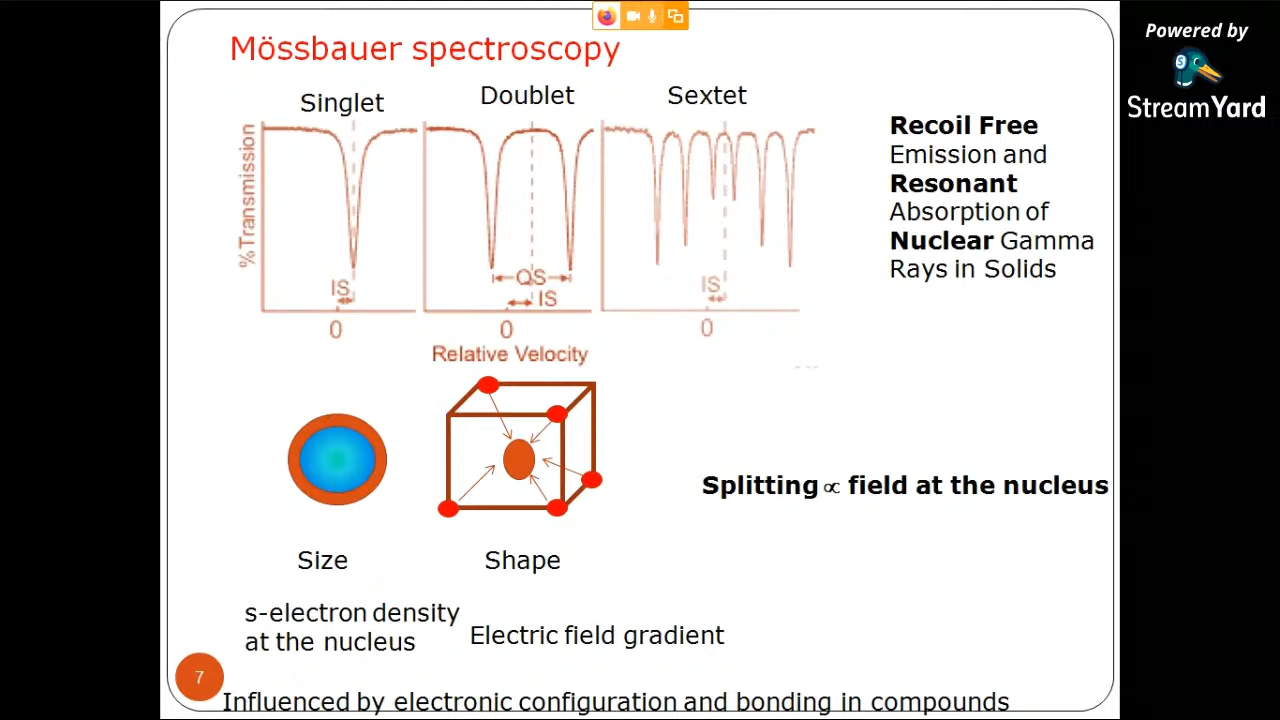 Mössbauer spectroscopy
Powered by
StreamYard
Singlet
Doublet
Sextet
%Transmission
IS
0
QS
IS
0
IS
0
Relative Velocity
Recoil Free
Emission and
Resonant
Absorption of
Nuclear Gamma
Rays in Solids
Splitting ∝ field at the nucleus
Size
Shape
s-electron density
at the nucleus
Electric field gradient
7
Influenced by electronic configuration and bonding in compounds